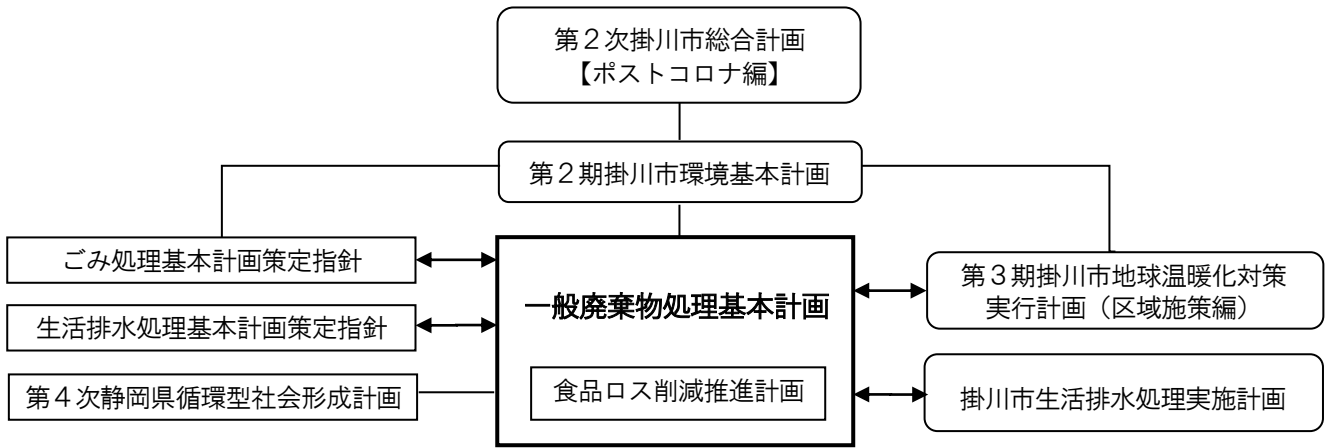 第２次掛川市総合計画
【ポストコロナ編】
第２期掛川市環境基本計画
ごみ処理基本計画策定指針
生活排水処理基本計画策定指針
第４次静岡県循環型社会形成計画
一般廃棄物処理基本計画
食品ロス削減推進計画
第３期掛川市地球温暖化対策
実行計画（区域施策編）
掛川市生活排水処理実施計画